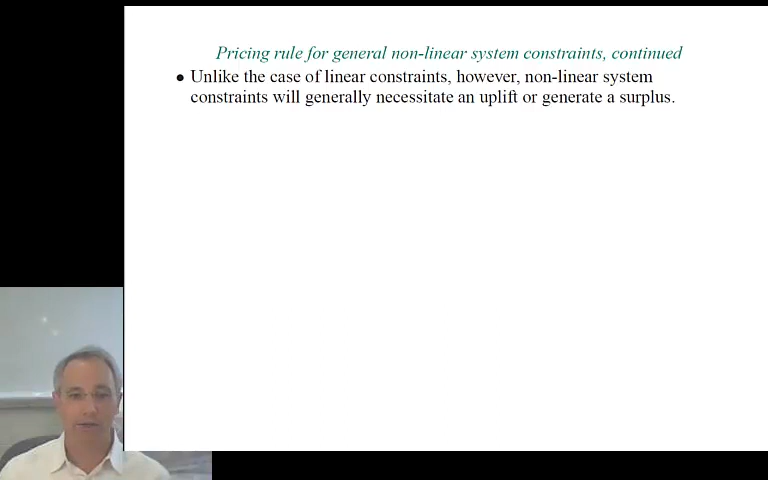 Pricing rule for general non-linear system constraints, continued
• Unlike the case of linear constraints, however, non-linear system
constraints will generally necessitate an uplift or generate a surplus.